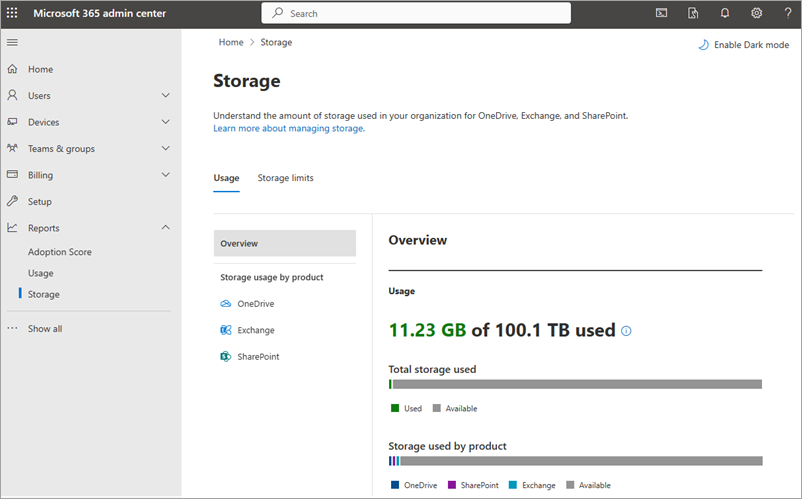 Microsoft 365 admin center
Search
?
Home > Storage
Enable Dark mode
Home
Users
Devices
Teams & groups
Billing
Setup
Reports
Adoption Score
Usage
Storage
Show all
Storage
Understand the amount of storage used in your organization for OneDrive, Exchange, and SharePoint.
Learn more about managing storage.
Usage Storage limits
Overview
Storage usage by product
OneDrive
Exchange
SharePoint
Overview
Usage
11.23 GB of 100.1 TB used
Total storage used
Used Available
Storage used by product
OneDrive SharePoint Exchange Available